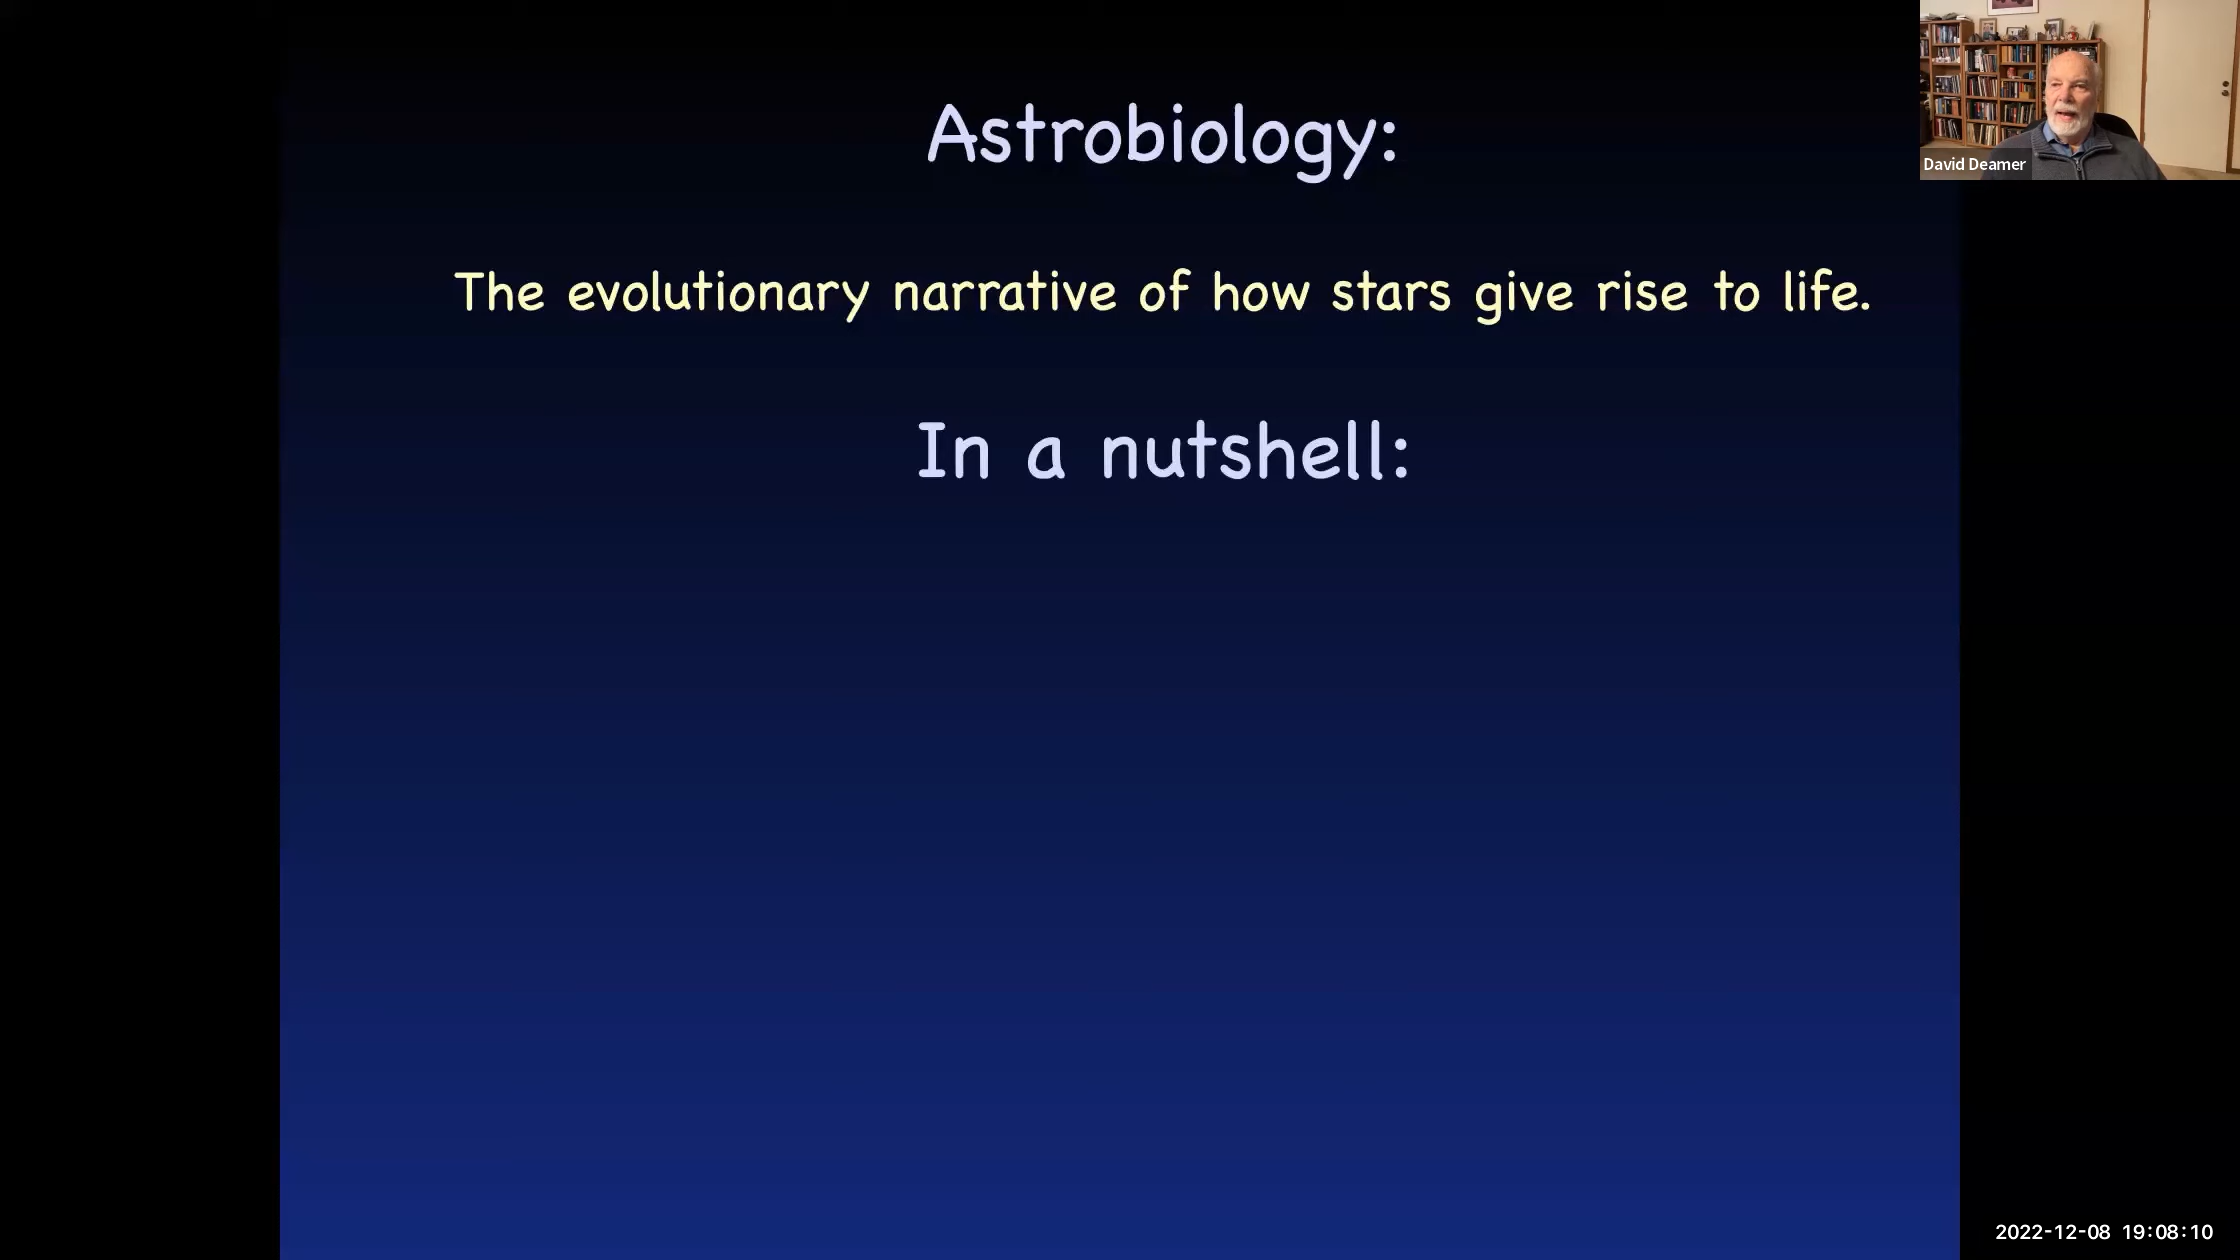 Astrobiology:
David Deamer
The evolutionary narrative of how stars give rise to life.
In a nutshell:
2022-12-08 19:08:10